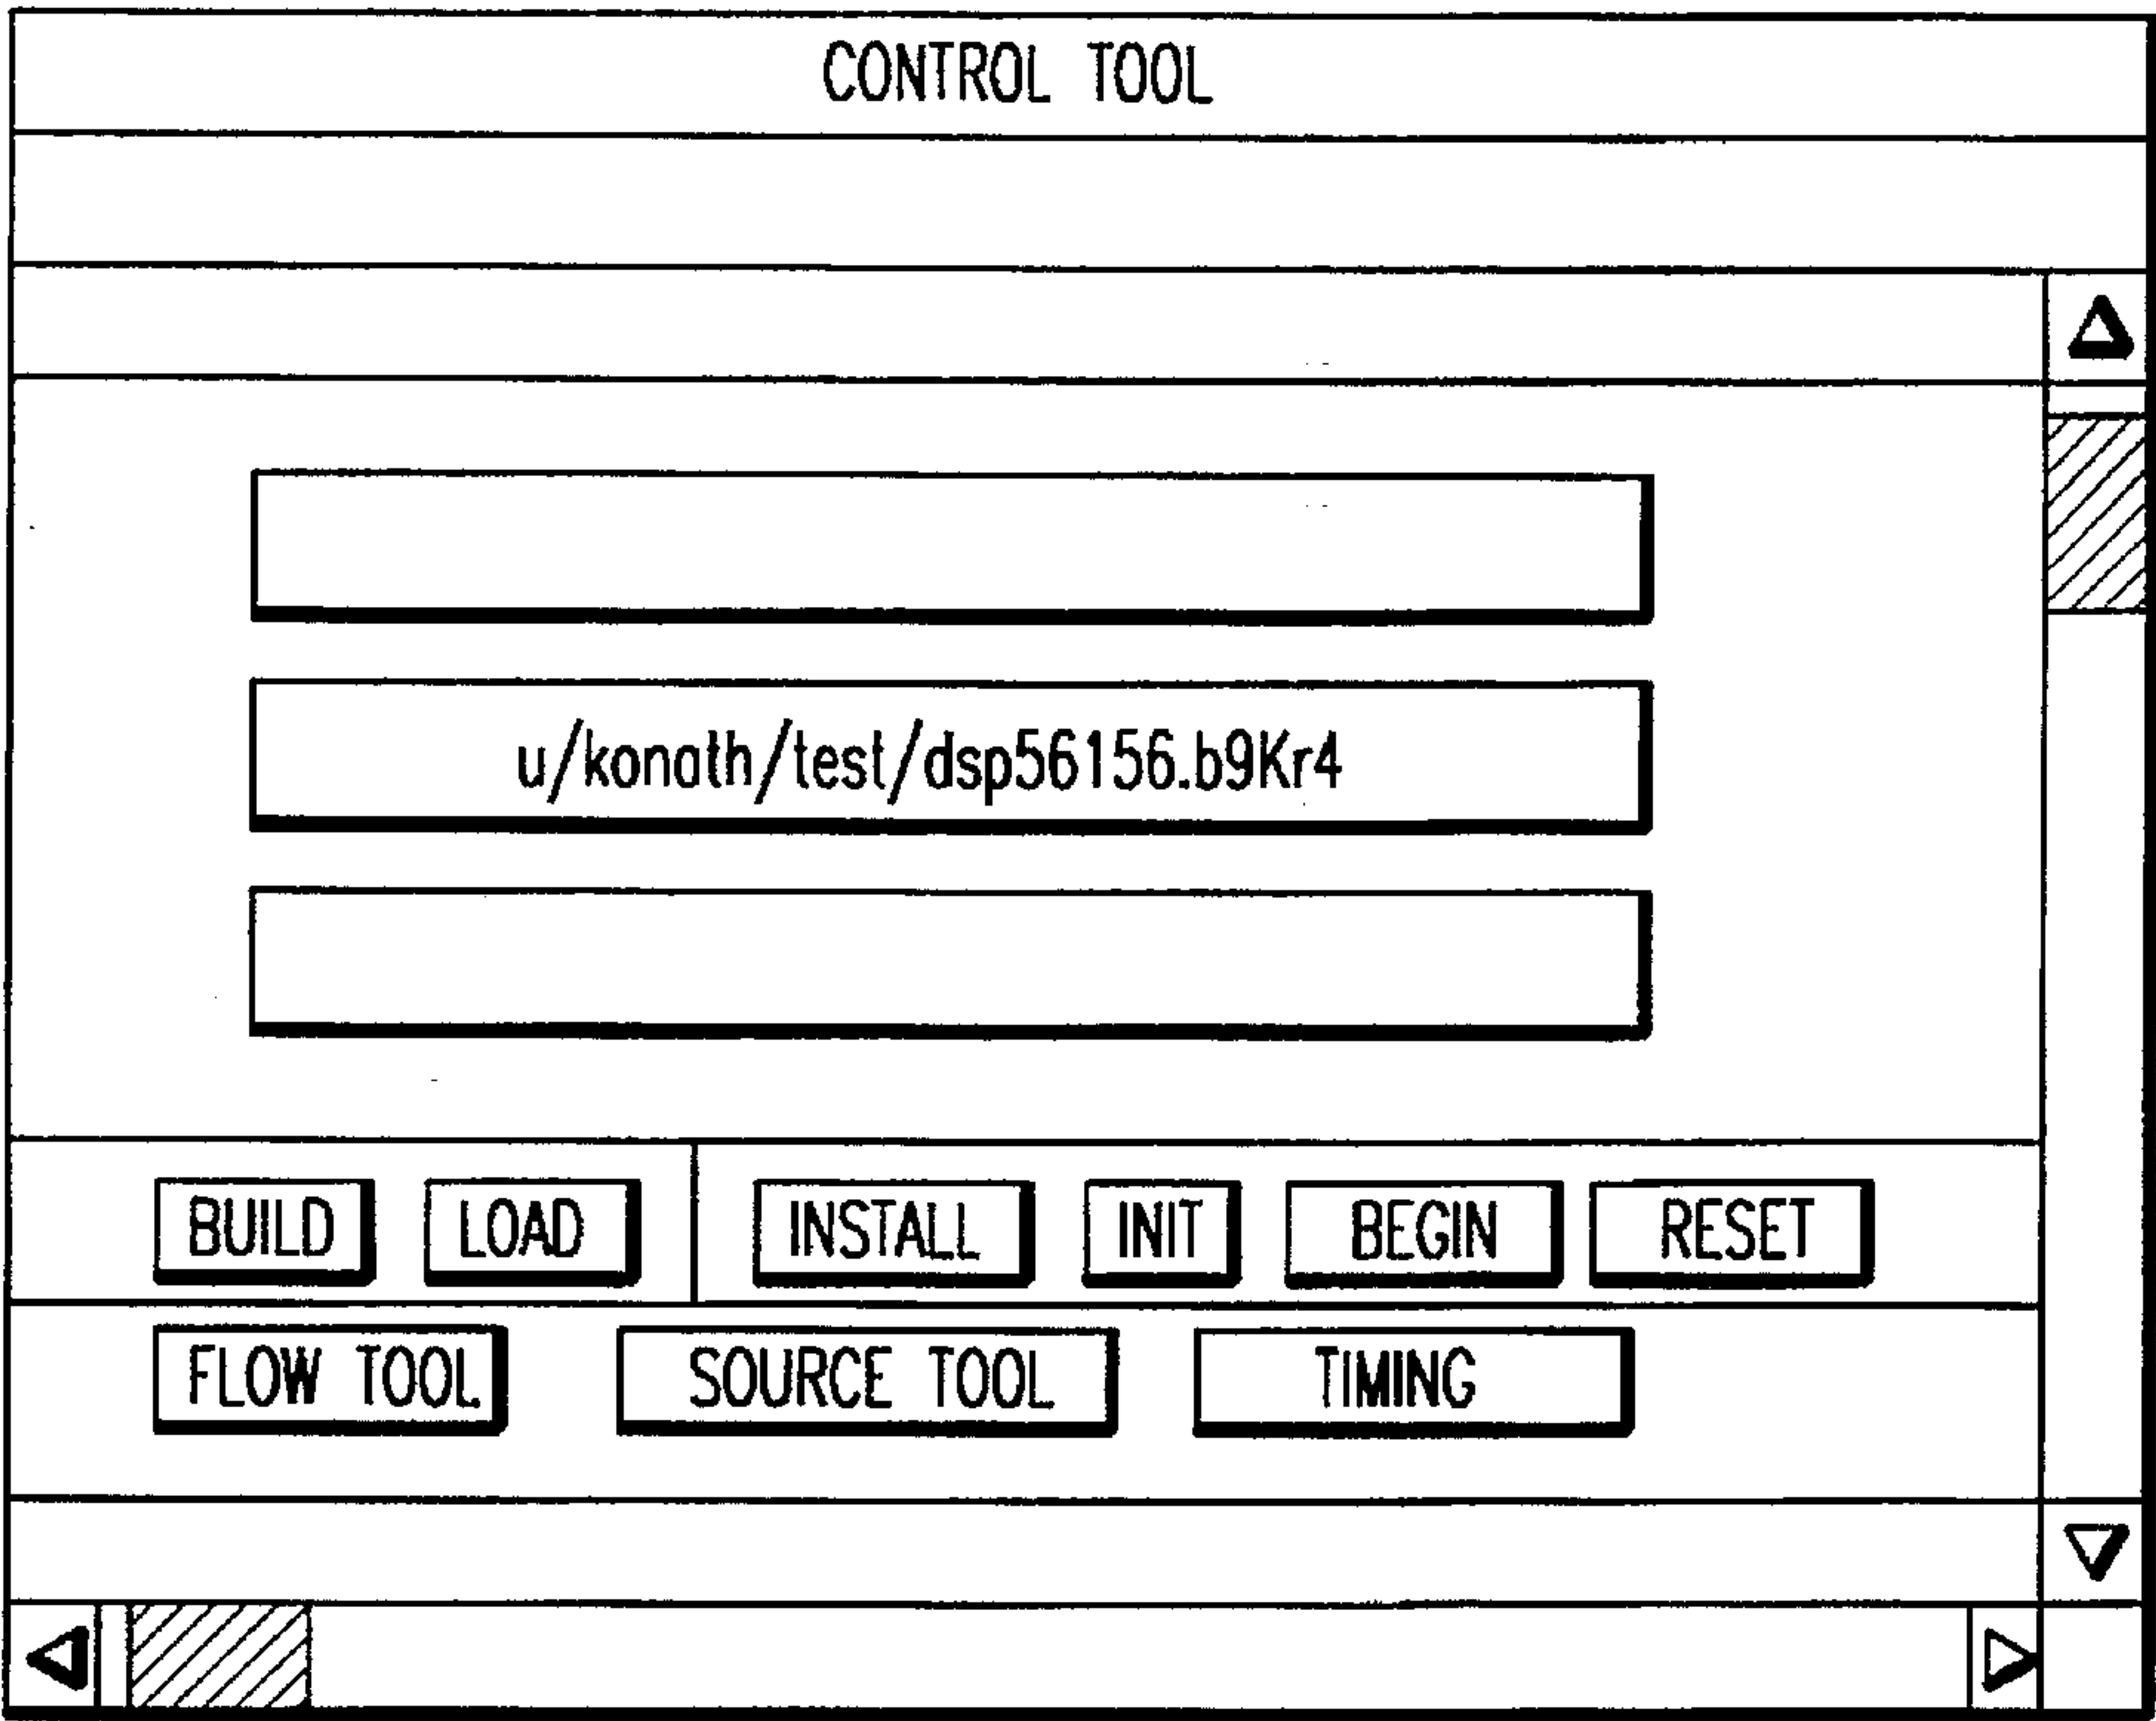 CONTROL TOOL
u/konath/test/dsp56156.b9Kr4
BUILD LOAD INSTALL INIT BEGIN RESET
FLOW TOOL SOURCE TOOL TIMING